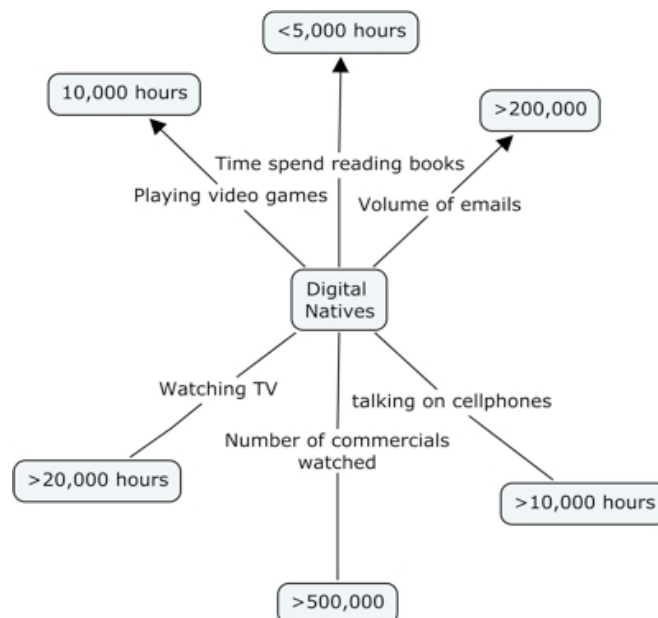 <5,000 hours
10,000 hours
>200,000
Time spend reading books
Playing video games
Volume of emails
Digital
Natives
Watching TV
talking on cellphones
Number of commercials
watched
>20,000 hours
>10,000 hours
>500,000